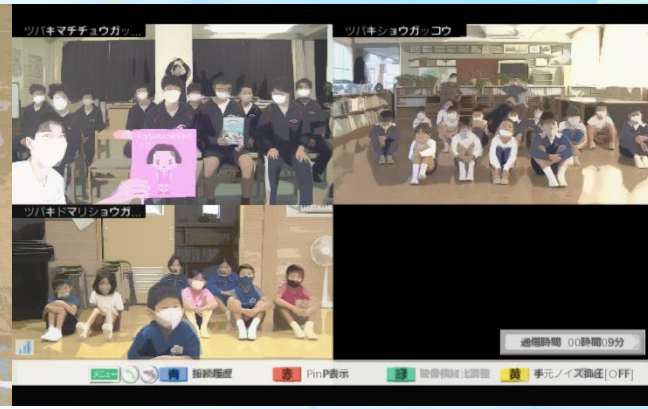 ツバキマチチュウガッ...
ツバキショウガッコウ
ツバキドマリショウガ...
通信時間 00時間09分
メニュー
青 接続履歴
赤 PinP表示
緑 映像横縦比調整
黄 手元ノイズ抑圧[OFF]